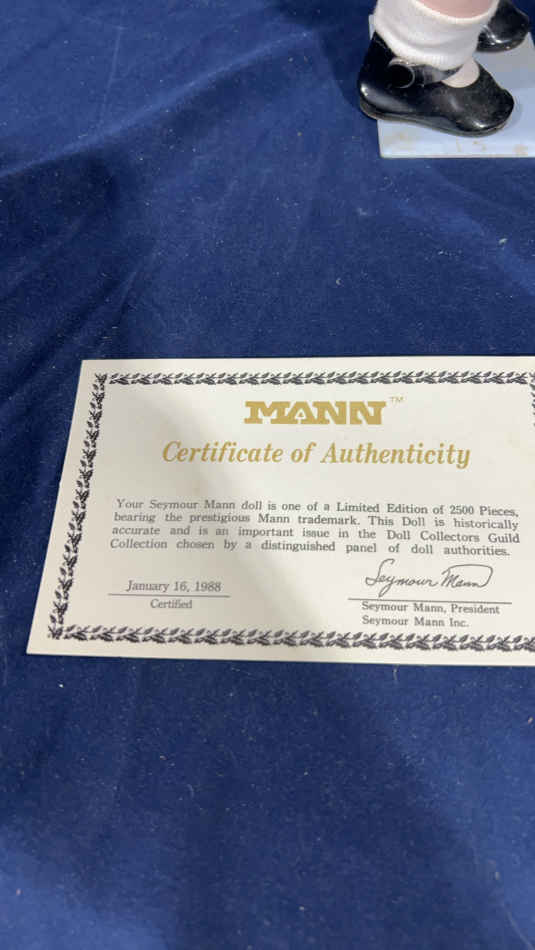 MANN™
Certificate of Authenticity
Your Seymour Mann doll is one of a Limited Edition of 2500 Pieces,
bearing the prestigious Mann trademark. This Doll is historically
accurate and is an important issue in the Doll Collectors Guild
Collection chosen by a distinguished panel of doll authorities.
January 16, 1988
Certified
Seymour Mann
Seymour Mann, President
Seymour Mann Inc.